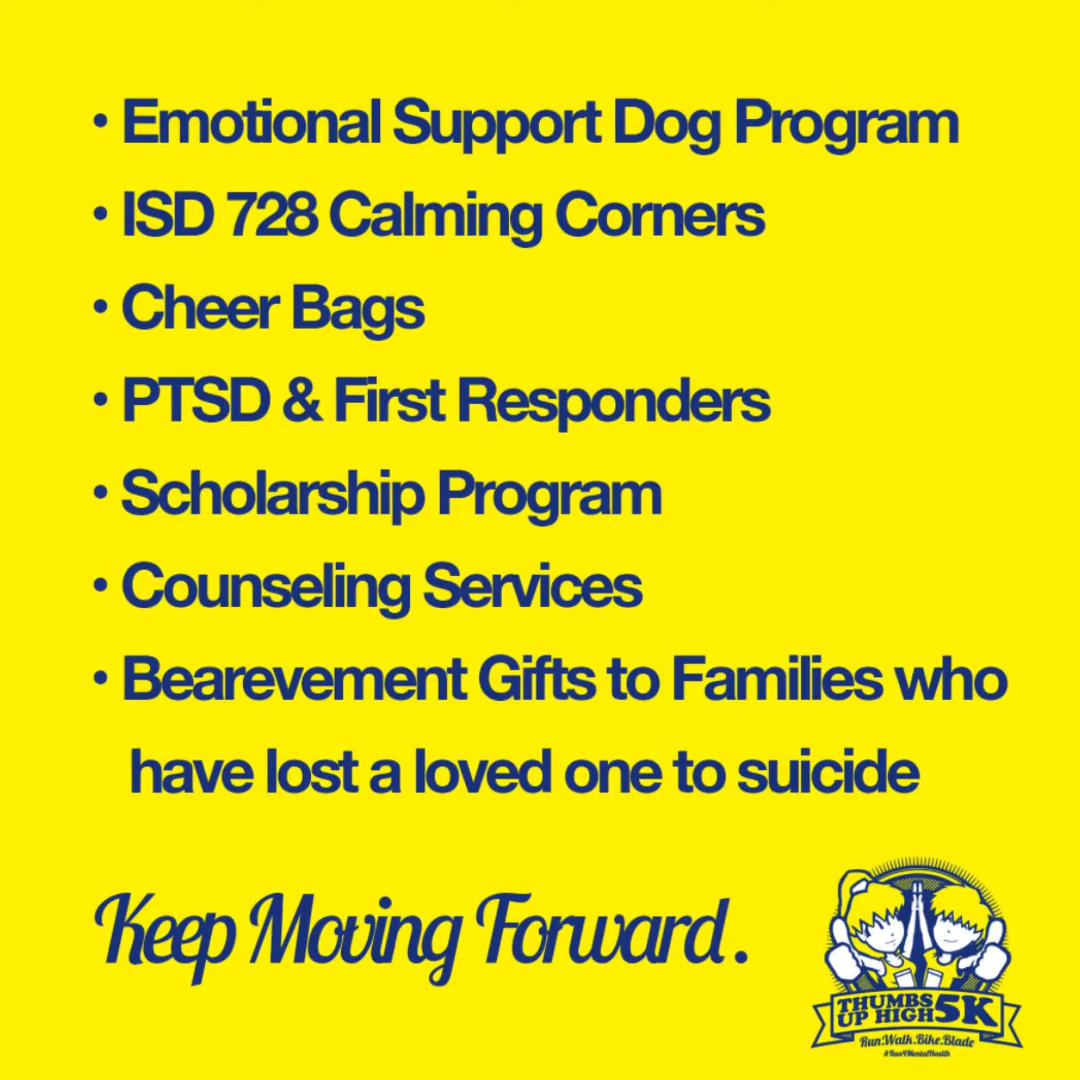 • Emotional Support Dog Program
• ISD 728 Calming Corners
• Cheer Bags
• PTSD & First Responders
• Scholarship Program
• Counseling Services
• Bearevement Gifts to Families who
have lost a loved one to suicide
Keep Moving Forward.
THUMBS
UP HIGH 5K
Run.Walk.Bike.Blade
#Run4MentalHealth